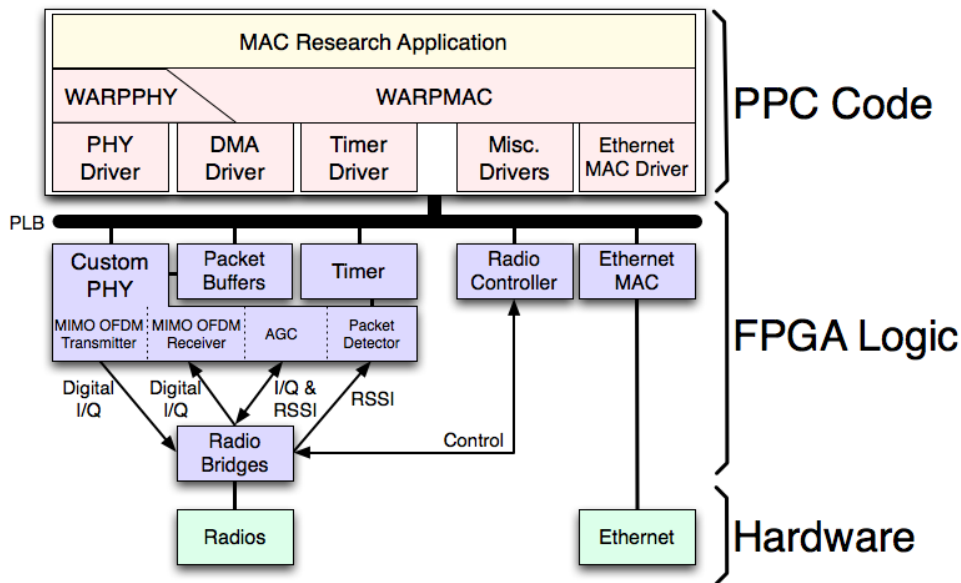 MAC Research Application
PPC Code
WARPPHY
WARPMAC
PHY
Driver
DMA
Driver
Timer
Driver
Misc.
Drivers
Ethernet
MAC Driver
PLB
Custom
PHY
Packet
Buffers
Timer
Radio
Controller
Ethernet
MAC
FPGA Logic
MIMO OFDM
Transmitter
MIMO OFDM
Receiver
AGC
Packet
Detector
Digital
I/Q
Digital
I/Q
I/Q &
RSSI
RSSI
Control
Radio
Bridges
Radios
Ethernet
Hardware